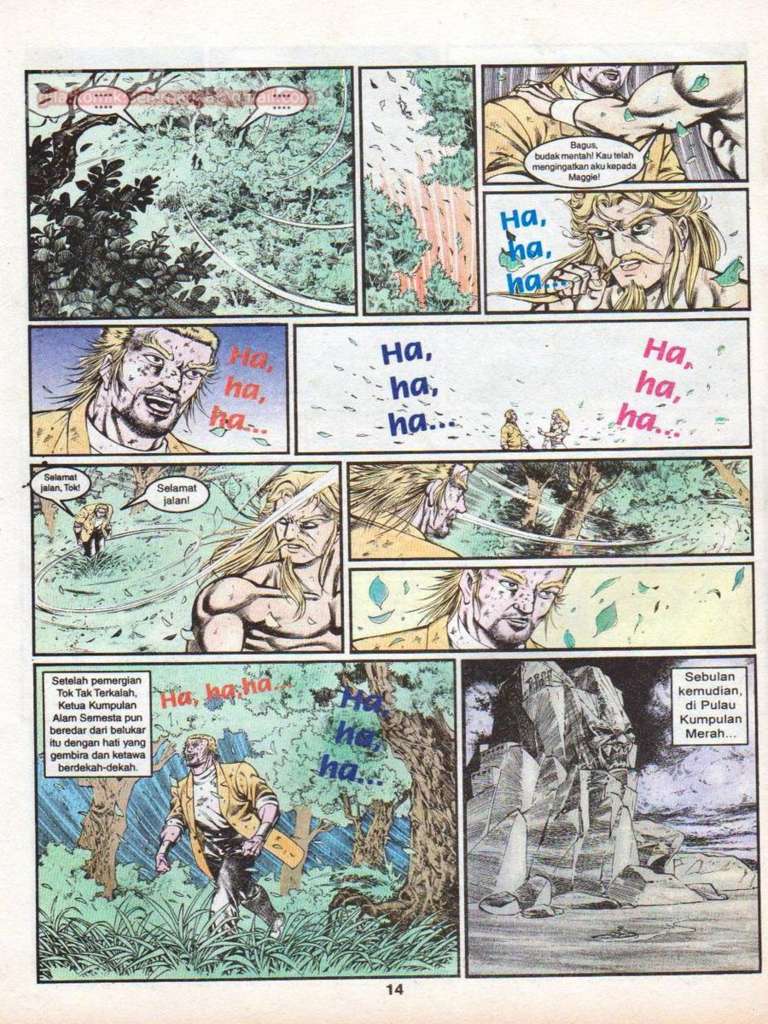 ......
......
Bagus,
budak mentah! Kau telah
mengingatkan aku kepada
Maggie!
Ha,
ha,
ha...
Ha,
ha,
ha...
Ha,
ha,
ha...
Ha,
ha,
ha...
Selamat
jalan, Tok!
Selamat
jalan!
Setelah pemergian
Tok Tak Terkalah,
Ketua Kumpulan
Alam Semesta pun
beredar dari belukar
itu dengan hati yang
gembira dan ketawa
berdekah-dekah.
Ha, ha, ha...
Ha,
ha,
ha...
Sebulan
kemudian,
di Pulau
Kumpulan
Merah...
14